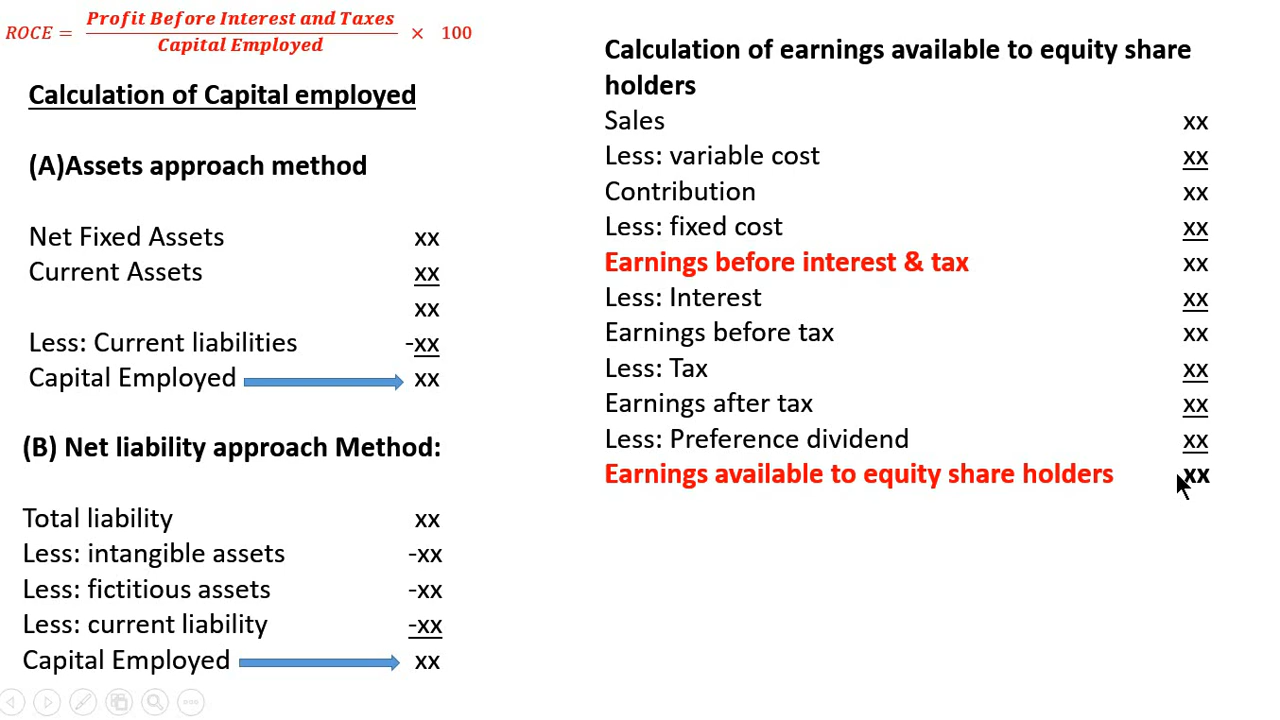 ROCE = Profit Before Interest and Taxes / Capital Employed × 100
Calculation of Capital employed
(A)Assets approach method
Net Fixed Assets xx
Current Assets xx
xx
Less: Current liabilities -xx
Capital Employed xx
(B) Net liability approach Method:
Total liability xx
Less: intangible assets -xx
Less: fictitious assets -xx
Less: current liability -xx
Capital Employed xx
Calculation of earnings available to equity share
holders
Sales xx
Less: variable cost xx
Contribution xx
Less: fixed cost xx
Earnings before interest & tax xx
Less: Interest xx
Earnings before tax xx
Less: Tax xx
Earnings after tax xx
Less: Preference dividend xx
Earnings available to equity share holders xx